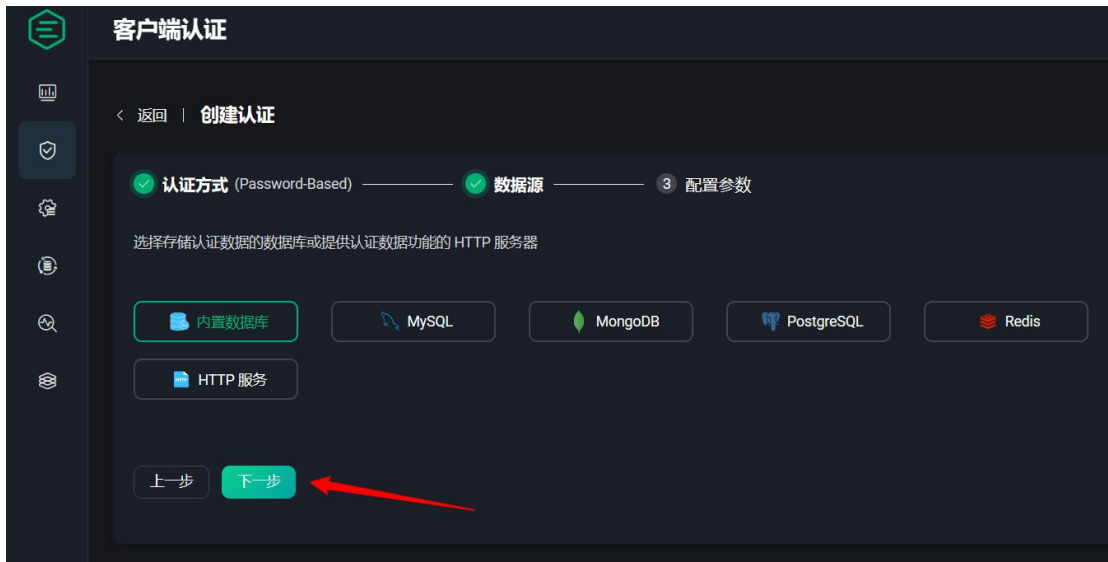 客户端认证
< 返回 | 创建认证
认证方式 (Password-Based) 数据源 3 配置参数
选择存储认证数据的数据库或提供认证数据功能的 HTTP 服务器
内置数据库 MySQL MongoDB PostgreSQL Redis
HTTP 服务
上一步 下一步